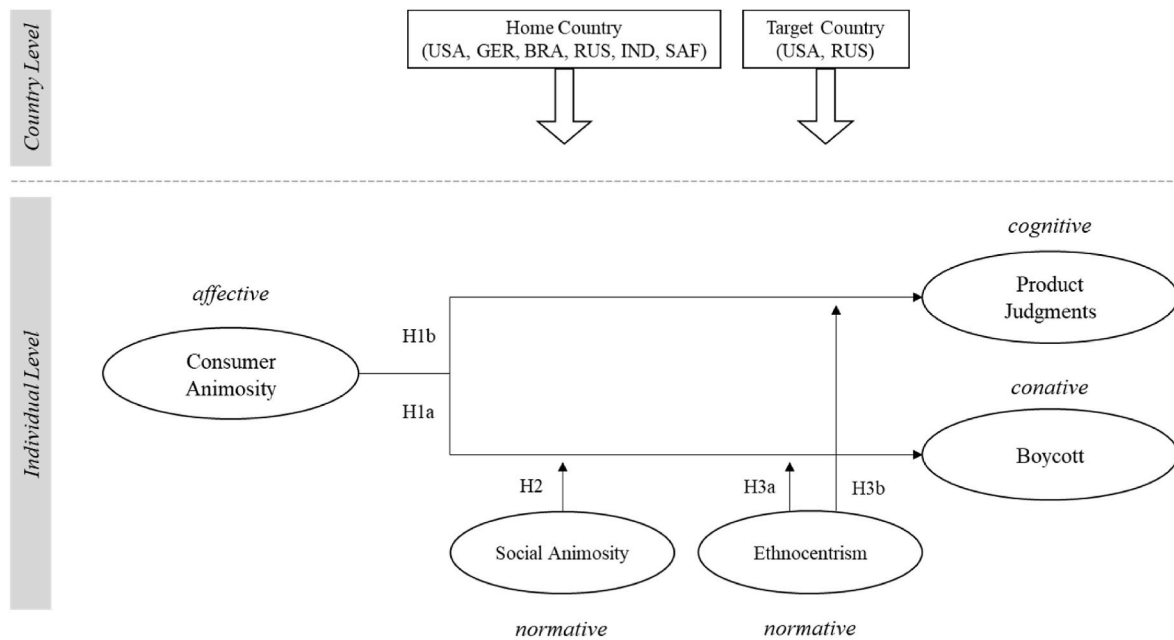 Country Level
Home Country
(USA, GER, BRA, RUS, IND, SAF)
Target Country
(USA, RUS)
Individual Level
affective
Consumer
Animosity
H1b
H1a
cognitive
Product
Judgments
conative
Boycott
H2
H3a
H3b
Social Animosity
Ethnocentrism
normative
normative